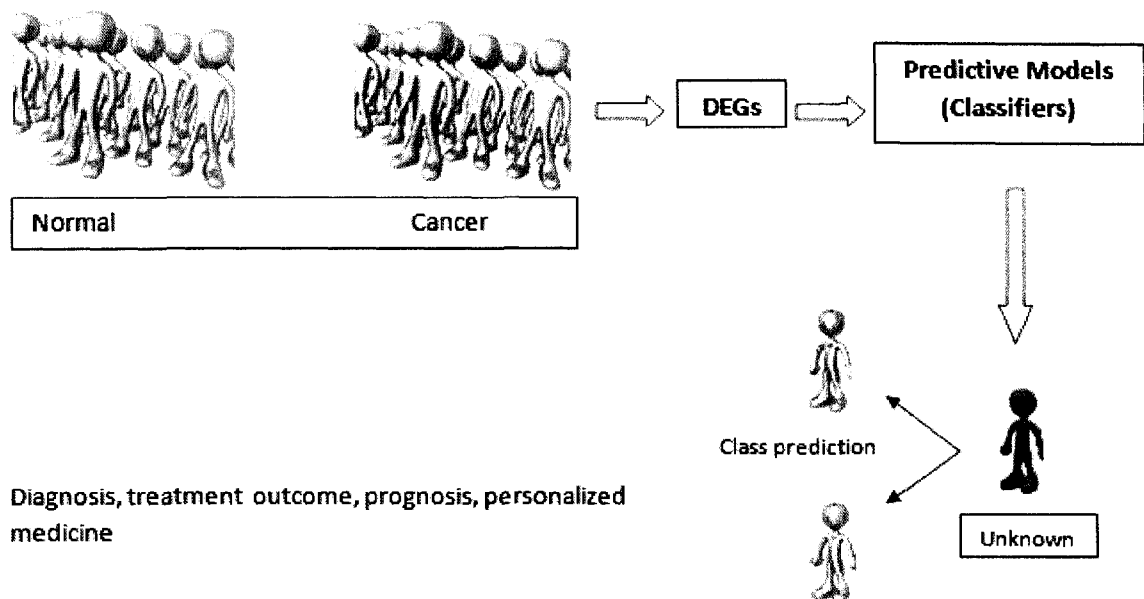 Predictive Models
(Classifiers)
DEGs
Normal
Cancer
Class prediction
Diagnosis, treatment outcome, prognosis, personalized
medicine
Unknown